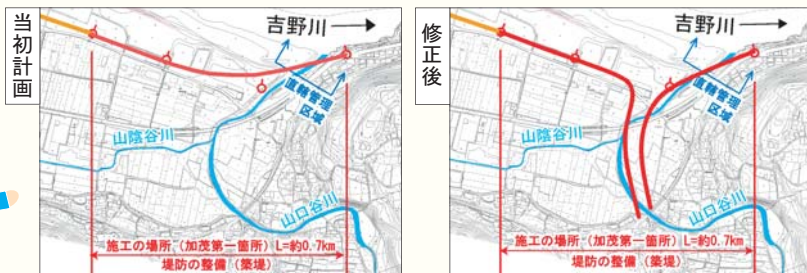 当初計画
吉野川
直轄管理
区域
山陰谷川
山口谷川
施工の場所（加茂第一箇所）L=約0.7km
堤防の整備（築堤）
修正後
吉野川
直轄管理
区域
山陰谷川
山口谷川
施工の場所（加茂第一箇所）L=約0.7km
堤防の整備（築堤）